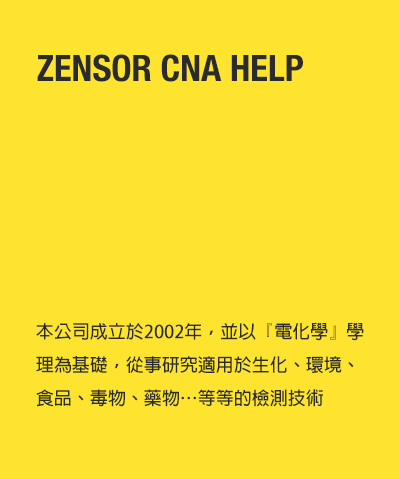 ZENSOR CNA HELP
本公司成立於2002年，並以『電化學』學
理為基礎，從事研究適用於生化、環境、
食品、毒物、藥物…等等的檢測技術